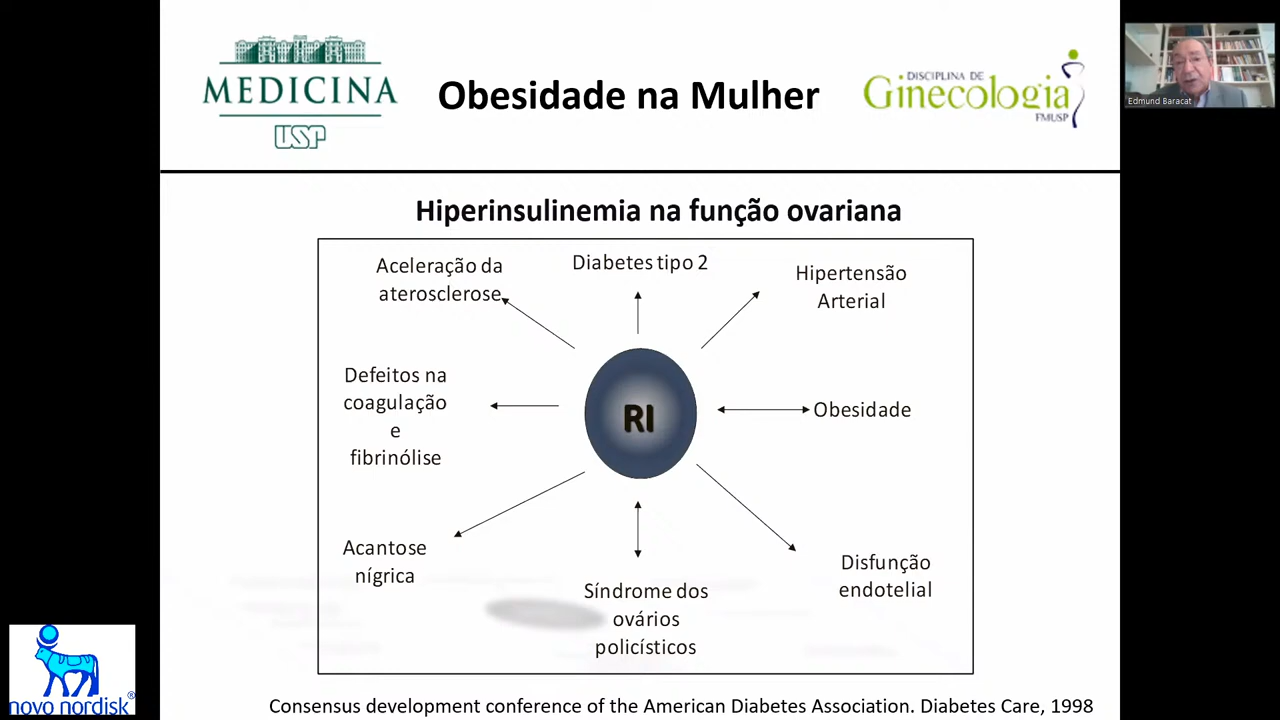 MEDICINA
USP
Obesidade na Mulher
DISCIPLINA DE
Ginecologia
FMUSP
Edmund Baracat
Hiperinsulinemia na função ovariana
Aceleração da
aterosclerose
Diabetes tipo 2
Hipertensão
Arterial
Defeitos na
coagulação
e
fibrinólise
RI
Obesidade
Acantose
nígrica
Síndrome dos
ovários
policísticos
Disfunção
endotelial
novo nordisk®
Consensus development conference of the American Diabetes Association. Diabetes Care, 1998